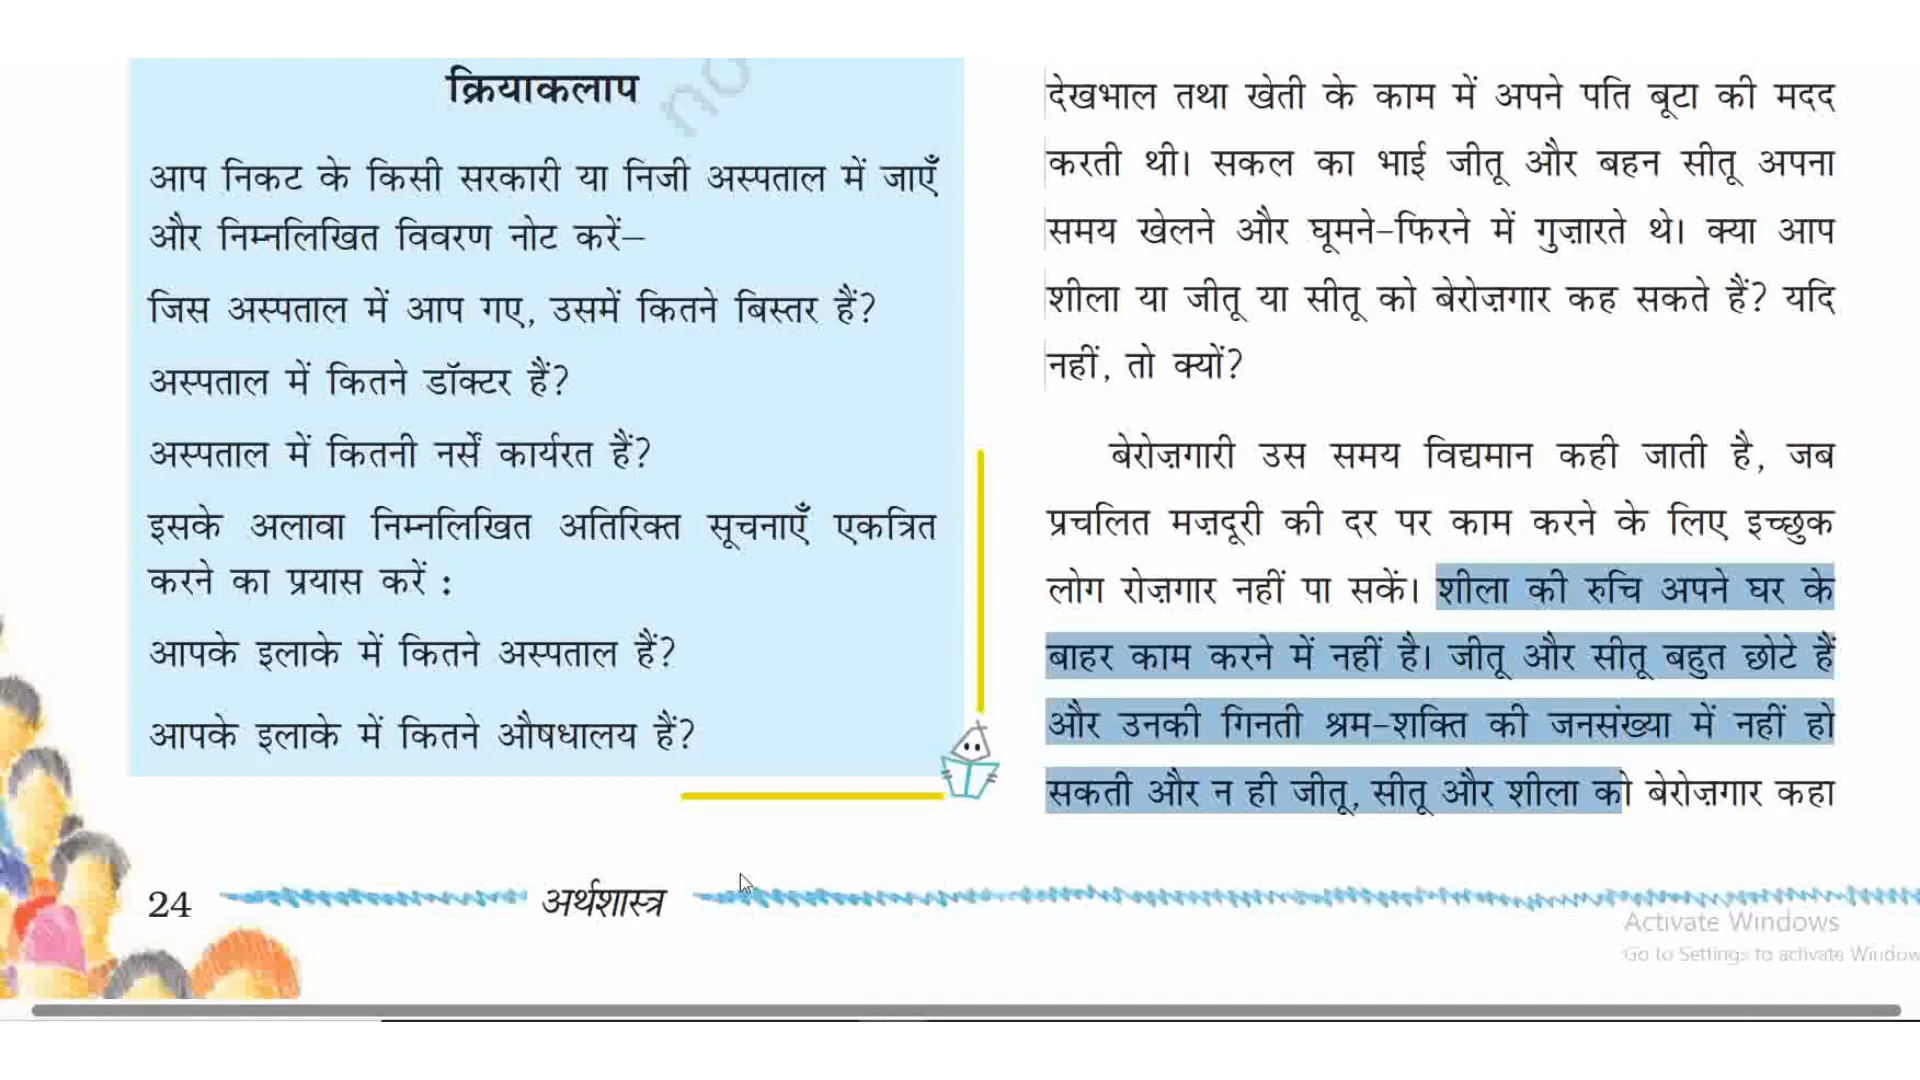 क्रियाकलाप
आप निकट के किसी सरकारी या निजी अस्पताल में जाएँ
और निम्नलिखित विवरण नोट करें–
जिस अस्पताल में आप गए, उसमें कितने बिस्तर हैं?
अस्पताल में कितने डॉक्टर हैं?
अस्पताल में कितनी नर्सें कार्यरत हैं?
इसके अलावा निम्नलिखित अतिरिक्त सूचनाएँ एकत्रित
करने का प्रयास करें :
आपके इलाके में कितने अस्पताल हैं?
आपके इलाके में कितने औषधालय हैं?
देखभाल तथा खेती के काम में अपने पति बूटा की मदद
करती थी। सकल का भाई जीतू और बहन सीतू अपना
समय खेलने और घूमने-फिरने में गुज़ारते थे। क्या आप
शीला या जीतू या सीतू को बेरोज़गार कह सकते हैं? यदि
नहीं, तो क्यों?
बेरोज़गारी उस समय विद्यमान कही जाती है, जब
प्रचलित मज़दूरी की दर पर काम करने के लिए इच्छुक
लोग रोज़गार नहीं पा सकें। शीला की रुचि अपने घर के
बाहर काम करने में नहीं है। जीतू और सीतू बहुत छोटे हैं
और उनकी गिनती श्रम-शक्ति की जनसंख्या में नहीं हो
सकती और न ही जीतू, सीतू और शीला को बेरोज़गार कहा
24 अर्थशास्त्र
Activate Windows
Go to Settings to activate Window